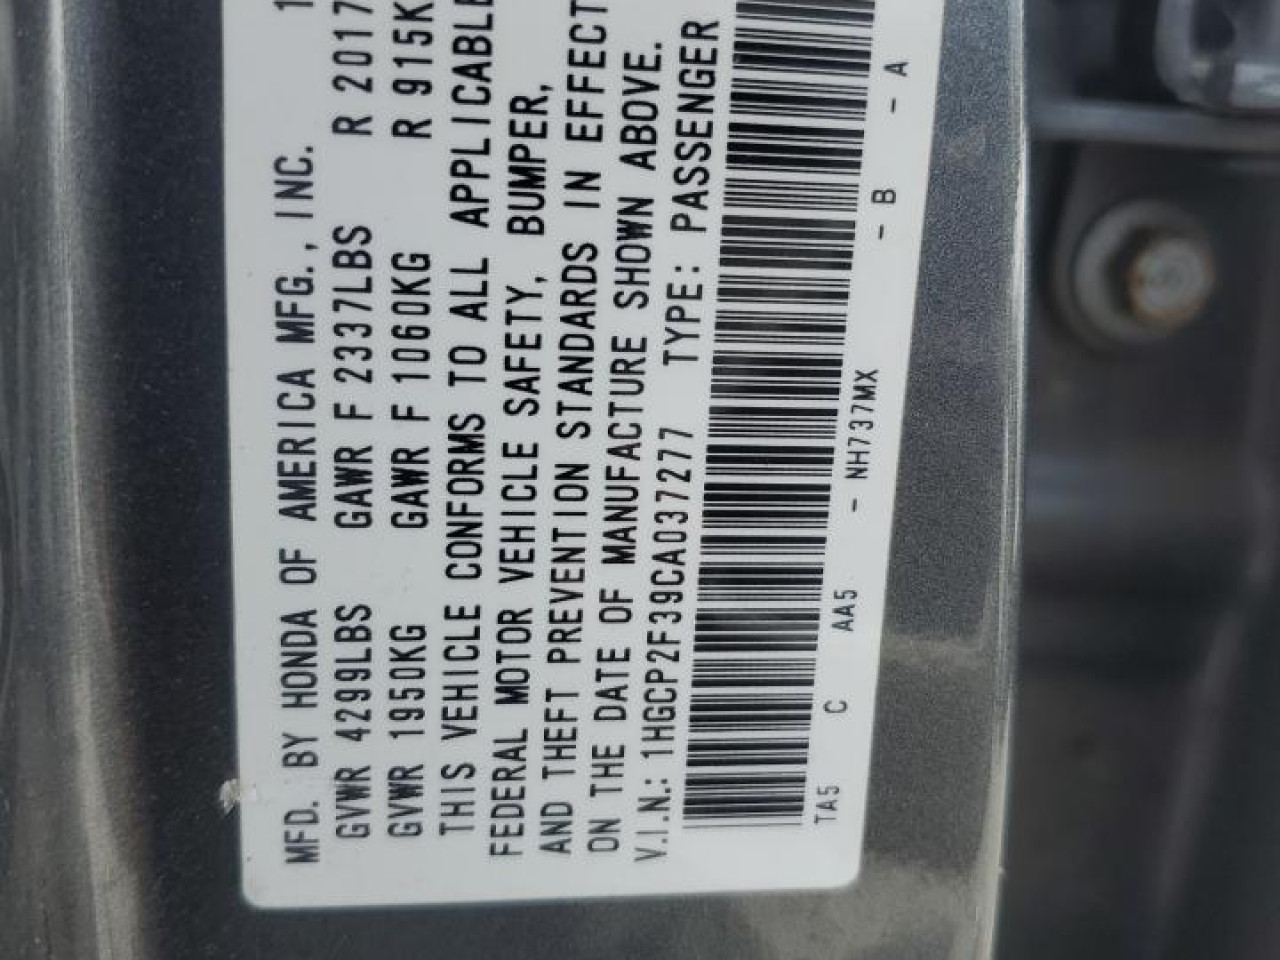 MFD. BY HONDA OF AMERICA MFG., INC. 1
GVWR 4299LBS GAWR F 2337LBS R 2017
GVWR 1950KG GAWR F 1060KG R 915K
THIS VEHICLE CONFORMS TO ALL APPLICABLE
FEDERAL MOTOR VEHICLE SAFETY, BUMPER,
AND THEFT PREVENTION STANDARDS IN EFFECT
ON THE DATE OF MANUFACTURE SHOWN ABOVE.
V.I.N.: 1HGCP2F39CA037277 TYPE: PASSENGER
TA5 C AA5 - NH737MX - B - A